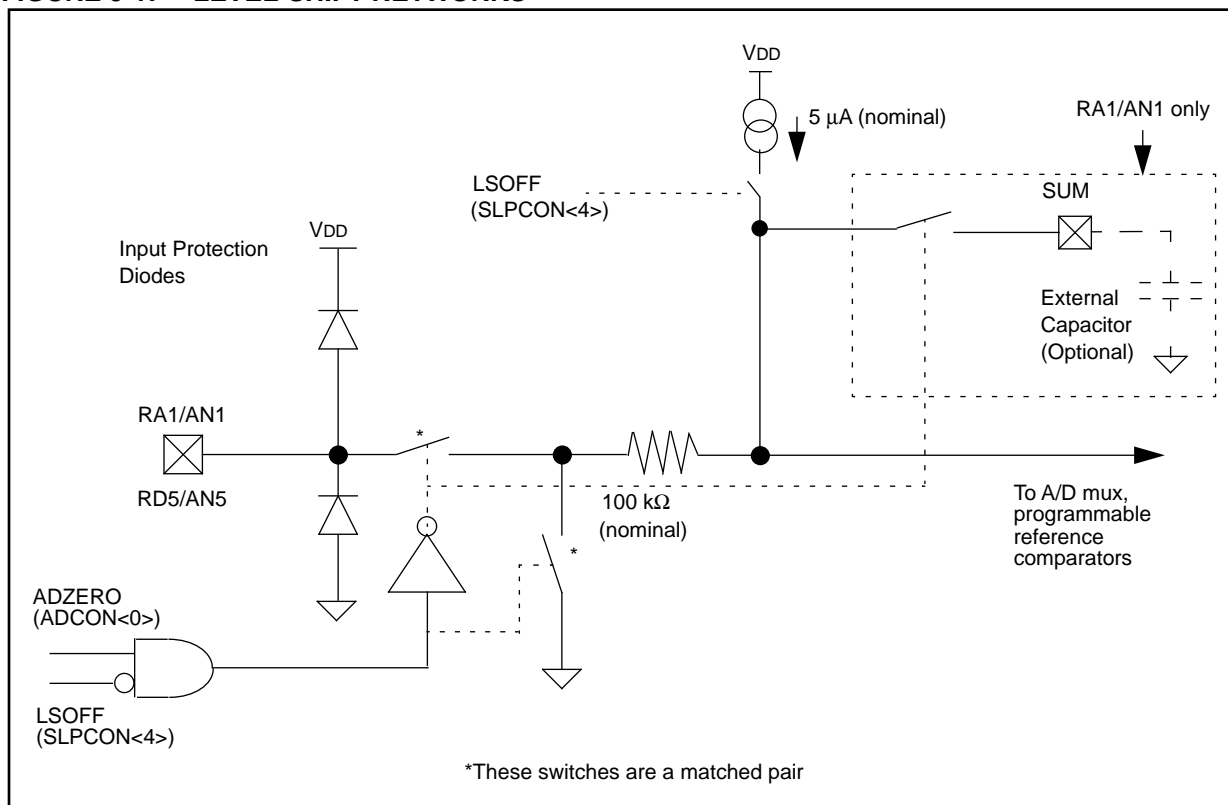 VDD
5 µA (nominal)
RA1/AN1 only
LSOFF
(SLPCON<4>)
SUM
Input Protection
Diodes
VDD
External
Capacitor
(Optional)
RA1/AN1
*
RD5/AN5
100 kΩ
(nominal)
To A/D mux,
programmable
reference
comparators
*
ADZERO
(ADCON<0>)
LSOFF
(SLPCON<4>)
*These switches are a matched pair